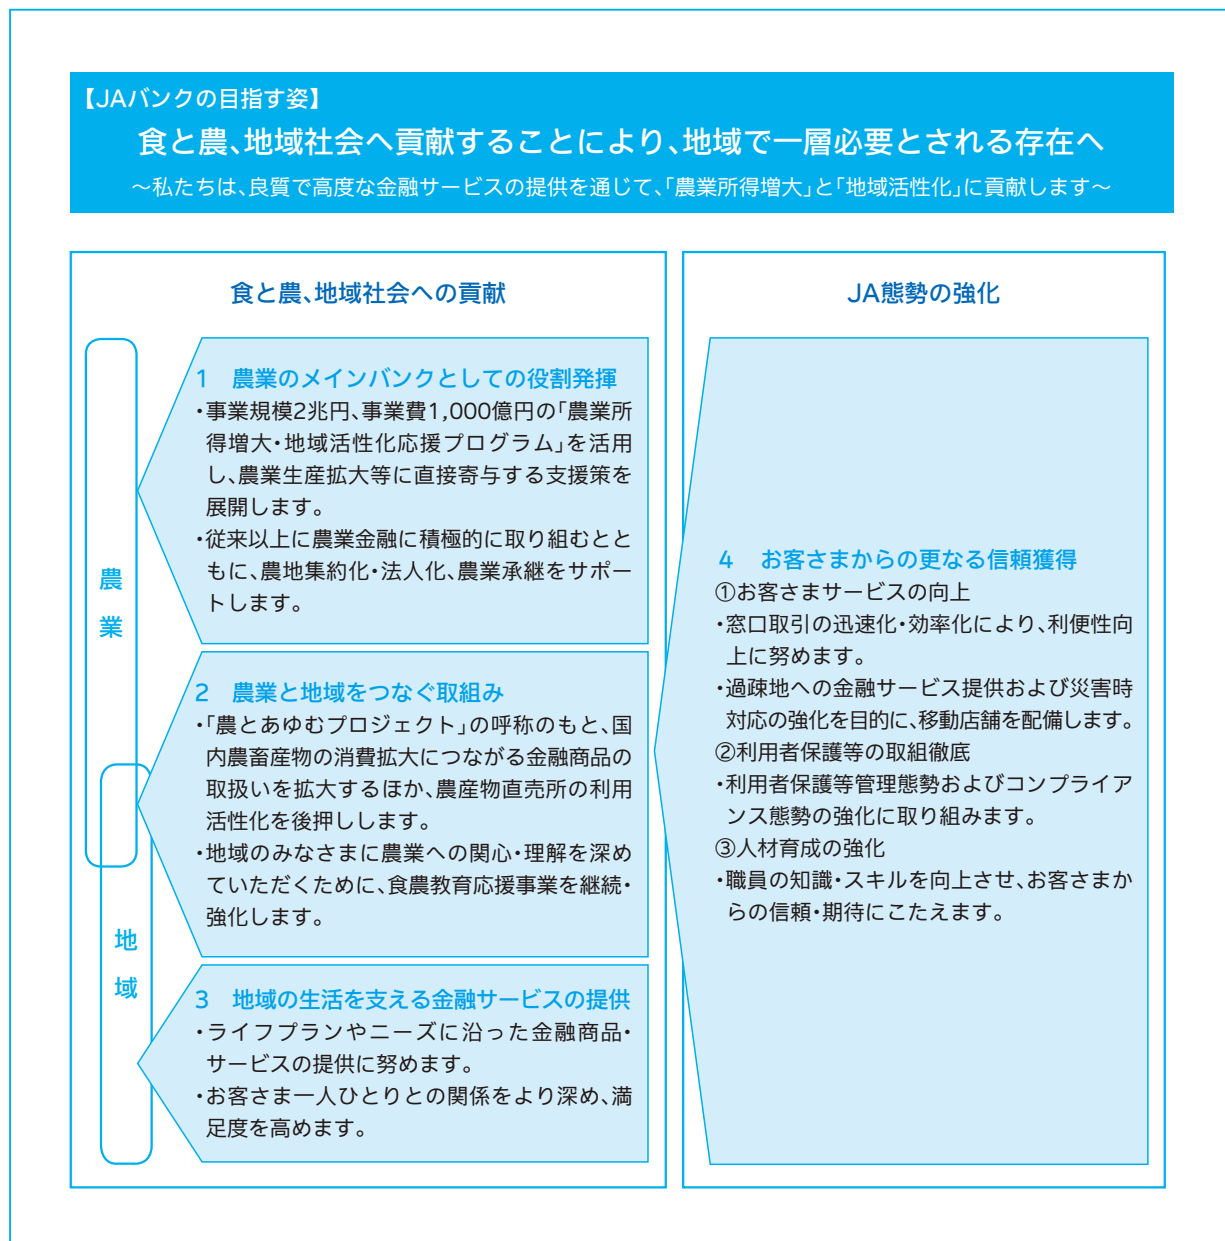 【JAバンクの目指す姿】
食と農、地域社会へ貢献することにより、地域で一層必要とされる存在へ
〜私たちは、良質で高度な金融サービスの提供を通じて、「農業所得増大」と「地域活性化」に貢献します〜
食と農、地域社会への貢献
農業
地域
1 農業のメインバンクとしての役割発揮
・事業規模2兆円、事業費1,000億円の「農業所
得増大・地域活性化応援プログラム」を活用
し、農業生産拡大等に直接寄与する支援策を
展開します。
・従来以上に農業金融に積極的に取り組むとと
もに、農地集約化・法人化、農業承継をサポー
トします。
2 農業と地域をつなぐ取組み
・「農とあゆむプロジェクト」の呼称のもと、国
内農畜産物の消費拡大につながる金融商品の
取扱いを拡大するほか、農産物直売所の利用
活性化を後押しします。
・地域のみなさまに農業への関心・理解を深め
ていただくために、食農教育応援事業を継続・
強化します。
3 地域の生活を支える金融サービスの提供
・ライフプランやニーズに沿った金融商品・
サービスの提供に努めます。
・お客さま一人ひとりとの関係をより深め、満
足度を高めます。
JA態勢の強化
4 お客さまからの更なる信頼獲得
①お客さまサービスの向上
・窓口取引の迅速化・効率化により、利便性向
上に努めます。
・過疎地への金融サービス提供および災害時
対応の強化を目的に、移動店舗を配備します。
②利用者保護等の取組徹底
・利用者保護等管理態勢およびコンプライア
ンス態勢の強化に取り組みます。
③人材育成の強化
・職員の知識・スキルを向上させ、お客さまか
らの信頼・期待にこたえます。